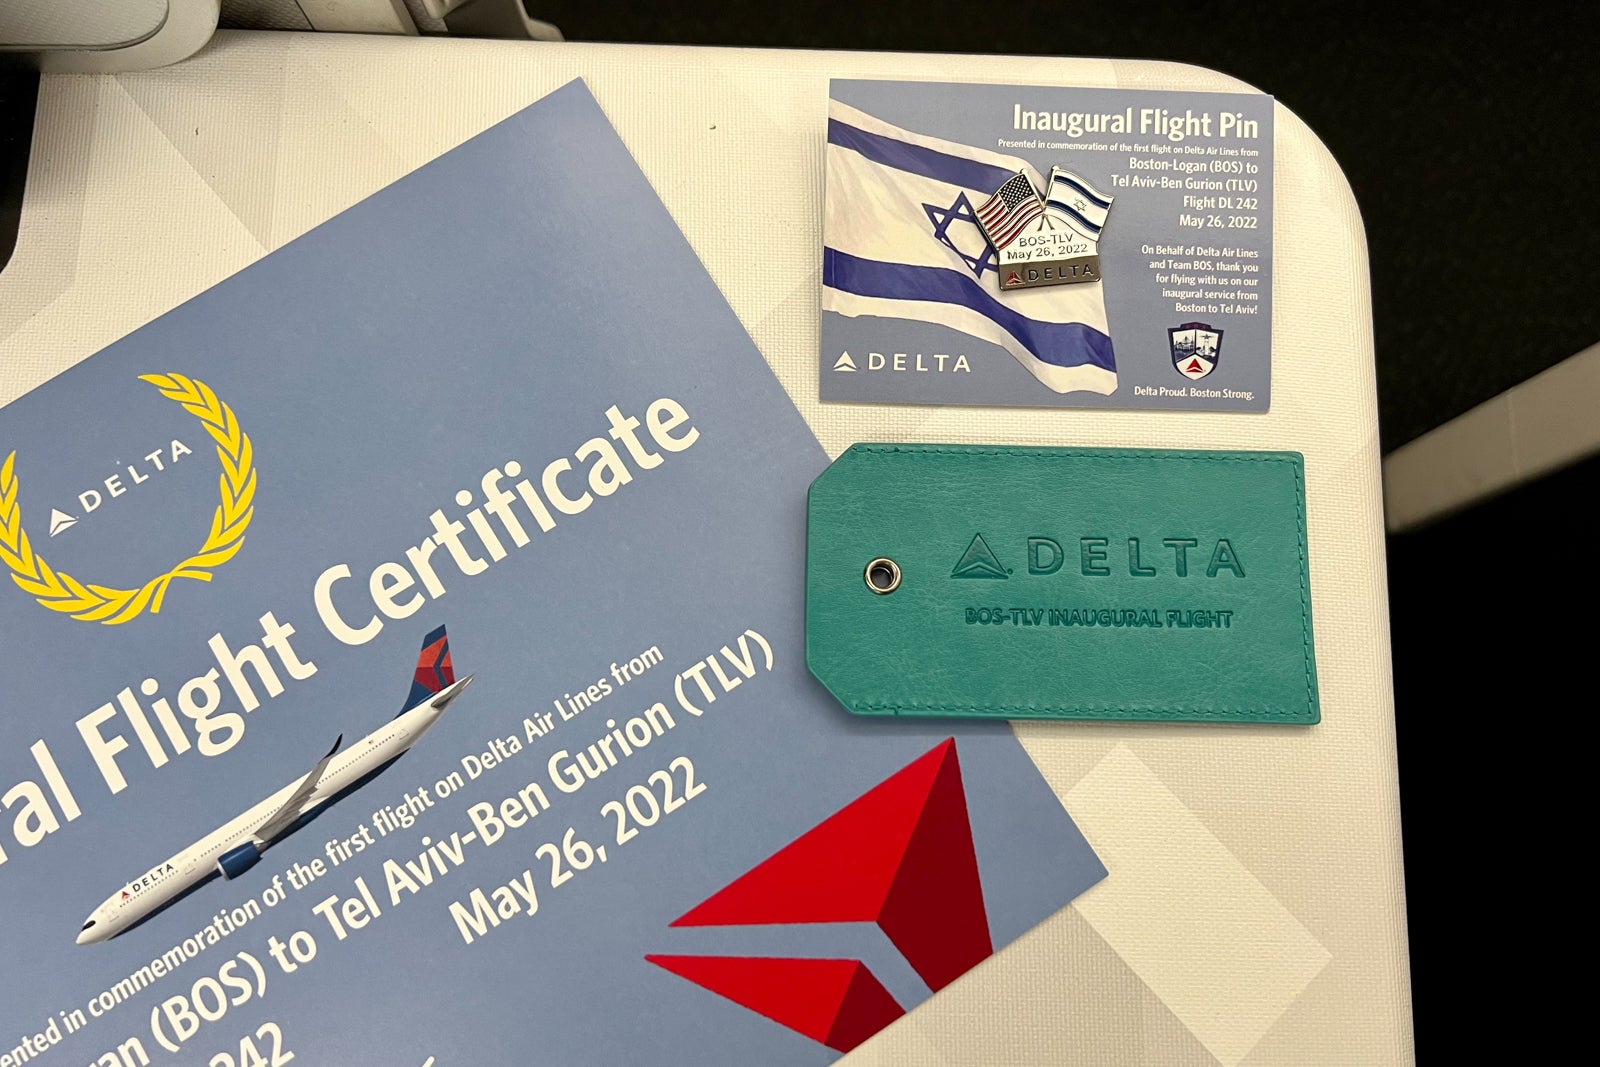 DELTA
al Flight Certificate
DELTA
ented in commemoration of the first flight on Delta Air Lines from
(BOS) to Tel Aviv-Ben Gurion (TLV)
242
May 26, 2022
Inaugural Flight Pin
Presented in commemoration of the first flight on Delta Air Lines from
Boston-Logan (BOS) to
Tel Aviv-Ben Gurion (TLV)
Flight DL 242
May 26, 2022
On Behalf of Delta Air Lines
and Team BOS, thank you
for flying with us on our
inaugural service from
Boston to Tel Aviv!
Delta Proud. Boston Strong.
BOS-TLV
May 26, 2022
DELTA
DELTA
DELTA
BOS-TLV INAUGURAL FLIGHT